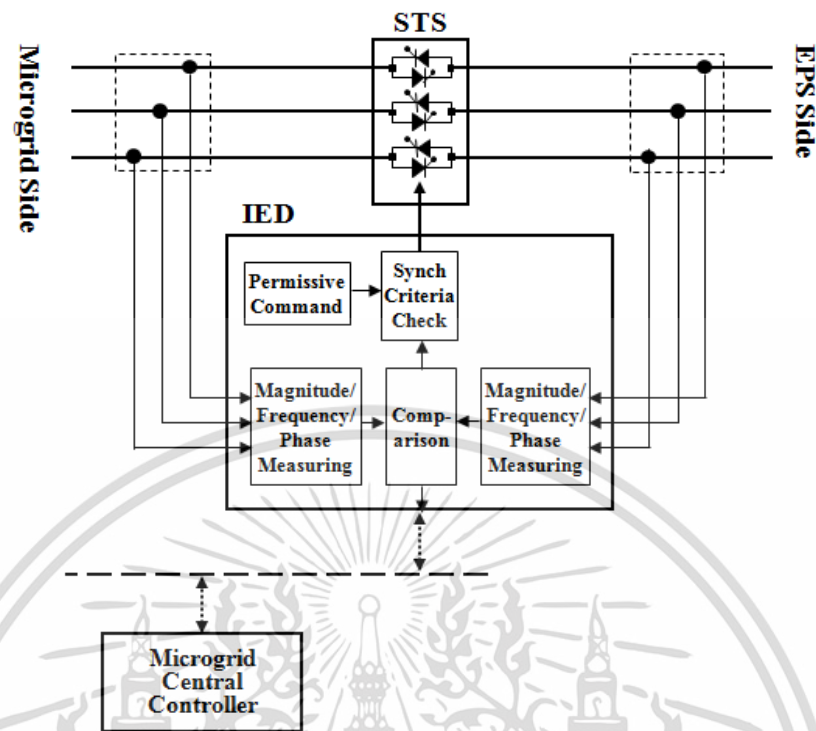 STS
Microgrid Side
EPS Side
IED
Permissive
Command
Synch
Criteria
Check
Magnitude/
Frequency/
Phase
Measuring
Comp-
arison
Magnitude/
Frequency/
Phase
Measuring
Microgrid
Central
Controller